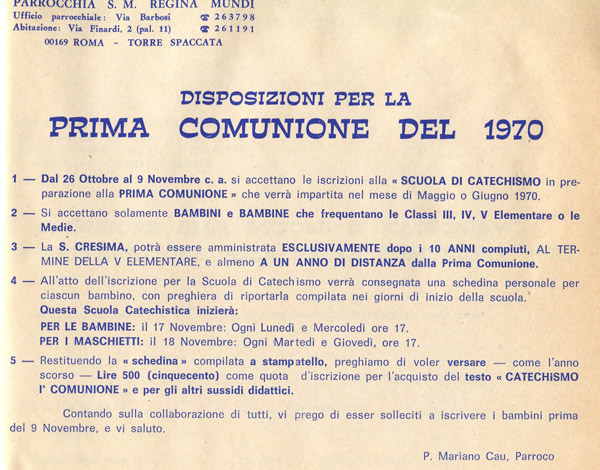 PARROCCHIA S. M. REGINA MUNDI
Ufficio parrocchiale: Via Barbosi ☎ 263798
Abitazione: Via Finardi, 2 (pal. 11) ☎ 261191
00169 ROMA - TORRE SPACCATA
DISPOSIZIONI PER LA
PRIMA COMUNIONE DEL 1970
1 — Dal 26 Ottobre al 9 Novembre c. a. si accettano le iscrizioni alla « SCUOLA DI CATECHISMO in pre-
parazione alla PRIMA COMUNIONE » che verrà impartita nel mese di Maggio o Giugno 1970.
2 — Si accettano solamente BAMBINI e BAMBINE che frequentano le Classi III, IV, V Elementare o le
Medie.
3 — La S. CRESIMA, potrà essere amministrata ESCLUSIVAMENTE dopo i 10 ANNI compiuti, AL TER-
MINE DELLA V ELEMENTARE, e almeno A UN ANNO DI DISTANZA dalla Prima Comunione.
4 — All'atto dell'iscrizione per la Scuola di Catechismo verrà consegnata una schedina personale per
ciascun bambino, con preghiera di riportarla compilata nei giorni di inizio della scuola.
Questa Scuola Catechistica inizierà:
PER LE BAMBINE: il 17 Novembre: Ogni Lunedì e Mercoledì ore 17.
PER I MASCHIETTI: il 18 Novembre: Ogni Martedì e Giovedì, ore 17.
5 — Restituendo la « schedina » compilata a stampatello, preghiamo di voler versare — come l'anno
scorso — Lire 500 (cinquecento) come quota d'iscrizione per l'acquisto del testo « CATECHiSMO
Iª COMUNIONE » e per gli altri sussidi didattici.
Contando sulla collaborazione di tutti, vi prego di esser solleciti a iscrivere i bambini prima
del 9 Novembre, e vi saluto.
P. Mariano Cau, Parroco